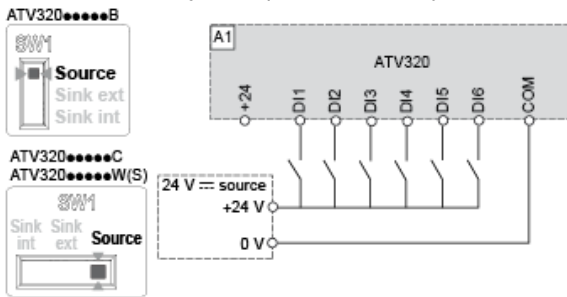 ATV320●●●●●B
SW1
Source
Sink ext
Sink int
ATV320●●●●●C
ATV320●●●●●W(S)
SW1
Sink int
Sink ext
Source
A1
ATV320
+24
DI1
DI2
DI3
DI4
DI5
DI6
COM
24 V ⎓ source
+24 V
0 V